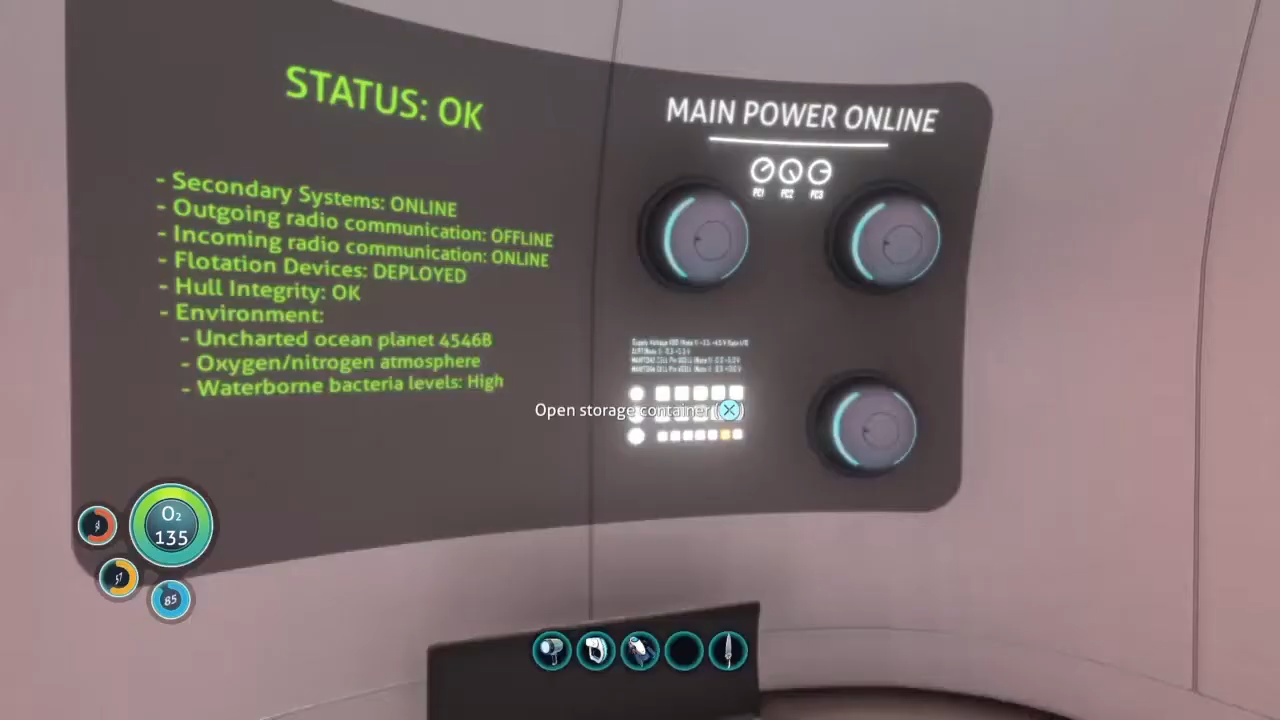 STATUS: OK
- Secondary Systems: ONLINE
- Outgoing radio communication: OFFLINE
- Incoming radio communication: ONLINE
- Flotation Devices: DEPLOYED
- Hull Integrity: OK
- Environment:
- Uncharted ocean planet 4546B
- Oxygen/nitrogen atmosphere
- Waterborne bacteria levels: High
MAIN POWER ONLINE
PC1 PC2 PC3
Open storage container (X)
O₂
135
57
85